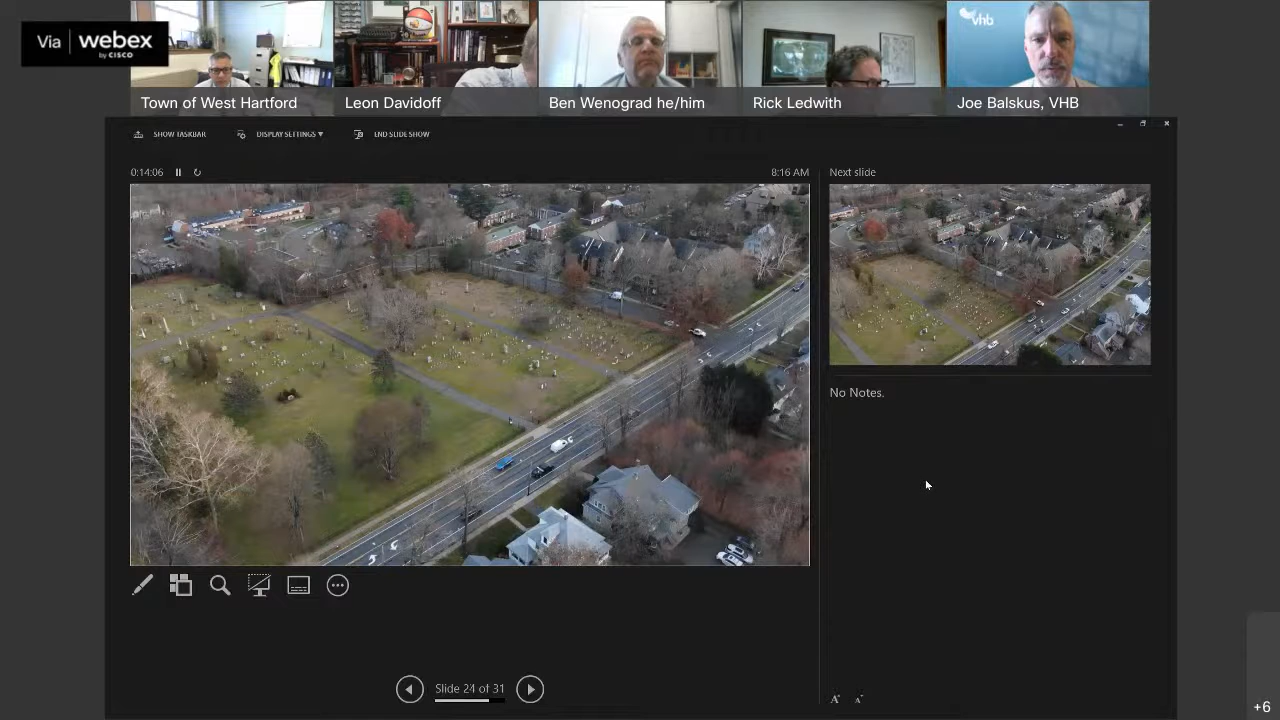 Via webex
by CISCO
vhb
Town of West Hartford
Leon Davidoff
Ben Wenograd he/him
Rick Ledwith
Joe Balskus, VHB
SHOW TASKBAR
DISPLAY SETTINGS ▾
END SLIDE SHOW
0:14:06
8:16 AM
Next slide
No Notes.
Slide 24 of 31
A A
+6